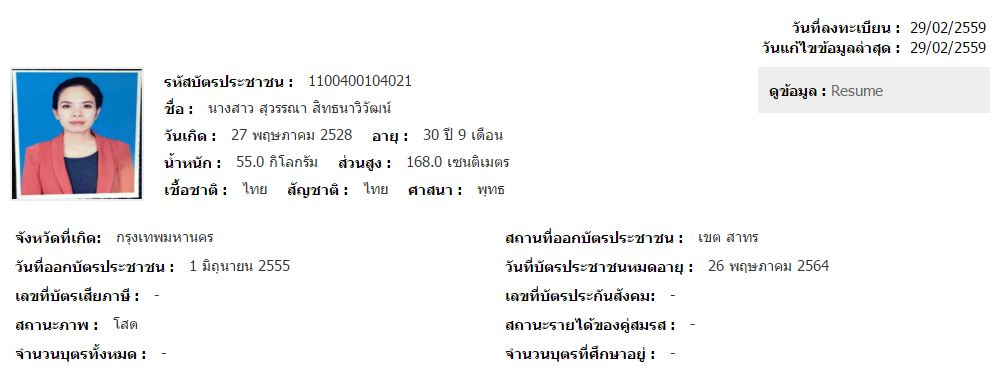 วันที่ลงทะเบียน : 29/02/2559
วันแก้ไขข้อมูลล่าสุด : 29/02/2559
ดูข้อมูล : Resume
รหัสบัตรประชาชน : 1100400104021
ชื่อ : นางสาว สุวรรณา สิทธนาวิวัฒน์
วันเกิด : 27 พฤษภาคม 2528 อายุ : 30 ปี 9 เดือน
น้ำหนัก : 55.0 กิโลกรัม ส่วนสูง : 168.0 เซนติเมตร
เชื้อชาติ : ไทย สัญชาติ : ไทย ศาสนา : พุทธ
จังหวัดที่เกิด: กรุงเทพมหานคร สถานที่ออกบัตรประชาชน : เขต สาทร
วันที่ออกบัตรประชาชน : 1 มิถุนายน 2555 วันที่บัตรประชาชนหมดอายุ : 26 พฤษภาคม 2564
เลขที่บัตรเสียภาษี : - เลขที่บัตรประกันสังคม: -
สถานะภาพ : โสด สถานะรายได้ของคู่สมรส : -
จำนวนบุตรทั้งหมด : - จำนวนบุตรที่ศึกษาอยู่ : -